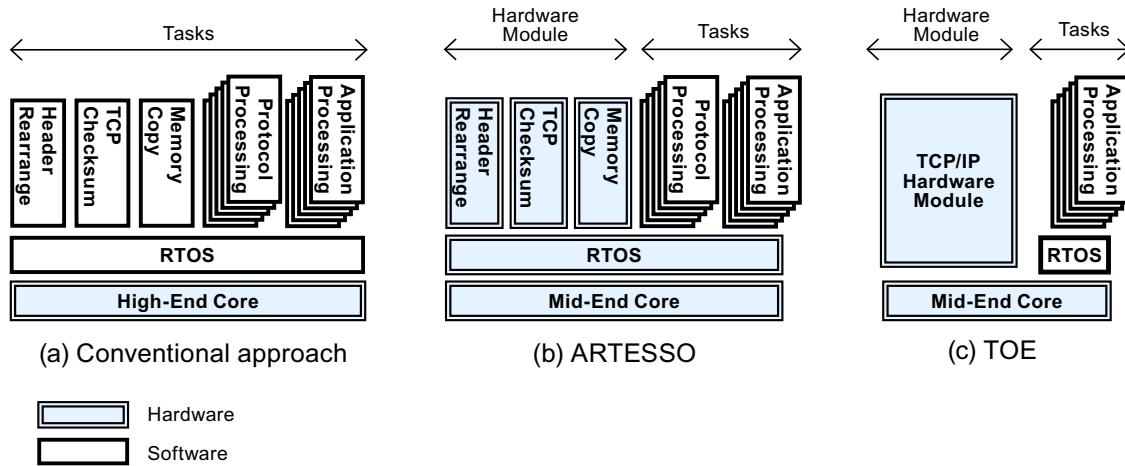 Tasks
Header
Rearrange
TCP
Checksum
Memory
Copy
Protocol
Processing
Application
Processing
RTOS
High-End Core
(a) Conventional approach
Hardware
Module
Tasks
Header
Rearrange
TCP
Checksum
Memory
Copy
Protocol
Processing
Application
Processing
RTOS
Mid-End Core
(b) ARTESSO
Hardware
Module
Tasks
TCP/IP
Hardware
Module
Application
Processing
RTOS
Mid-End Core
(c) TOE
Hardware
Software